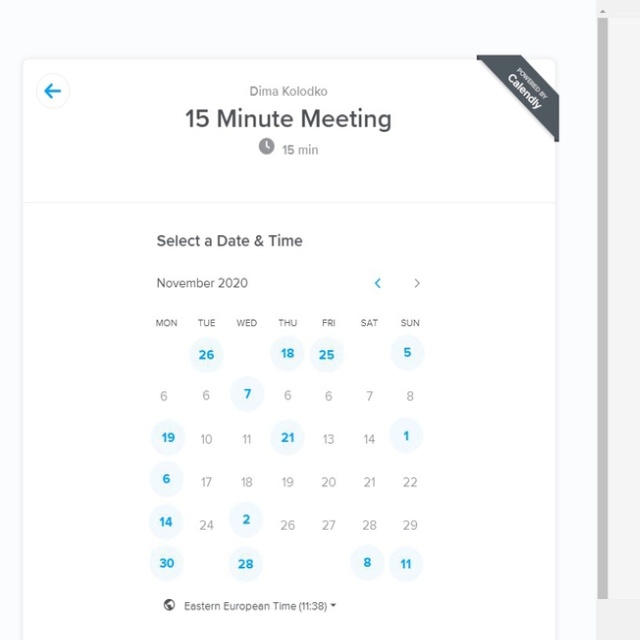 POWERED BY
Calendly
Dima Kolodko
15 Minute Meeting
15 min
Select a Date & Time
November 2020
MON TUE WED THU FRI SAT SUN
26 18 25 5
6 6 7 6 6 7 8
19 10 11 21 13 14 1
6 17 18 19 20 21 22
14 24 2 26 27 28 29
30 28 8 11
Eastern European Time (11:38)